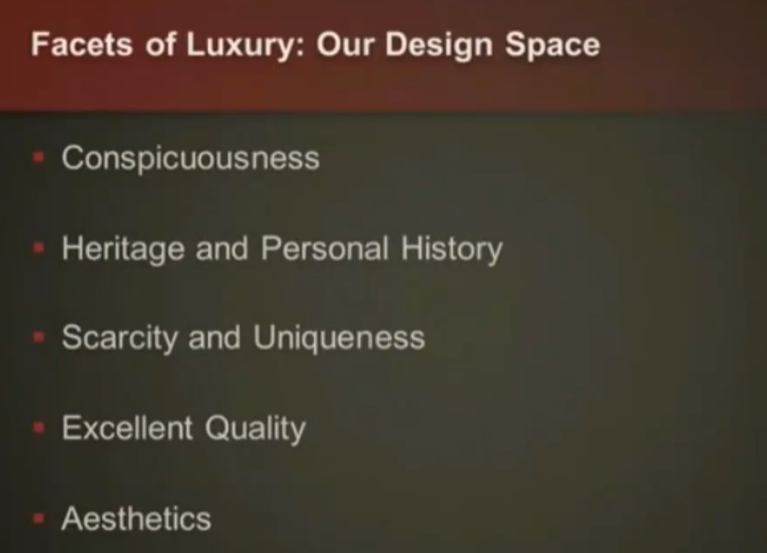 Facets of Luxury: Our Design Space
Conspicuousness
Heritage and Personal History
Scarcity and Uniqueness
Excellent Quality
Aesthetics